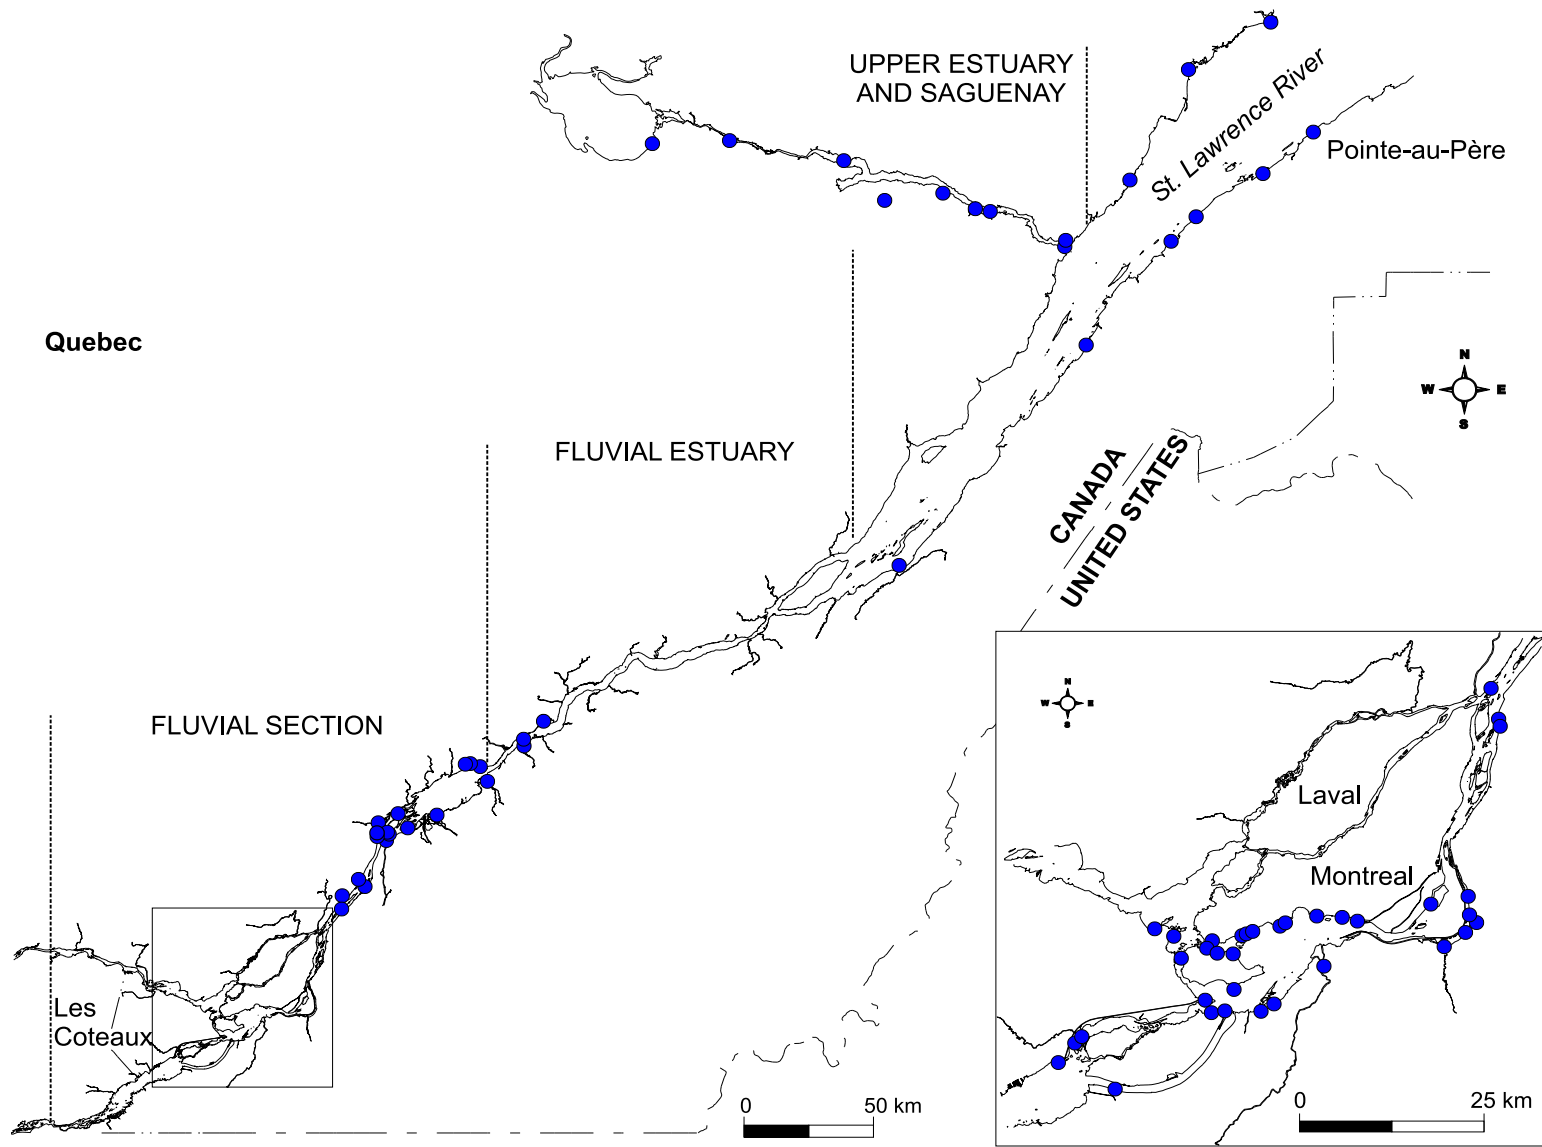 UPPER ESTUARY
AND SAGUENAY
St. Lawrence River
Pointe-au-Père
Quebec
N
W E
S
FLUVIAL ESTUARY
CANADA
UNITED STATES
FLUVIAL SECTION
Les
Coteaux
0 50 km
N
W E
S
Laval
Montreal
0 25 km